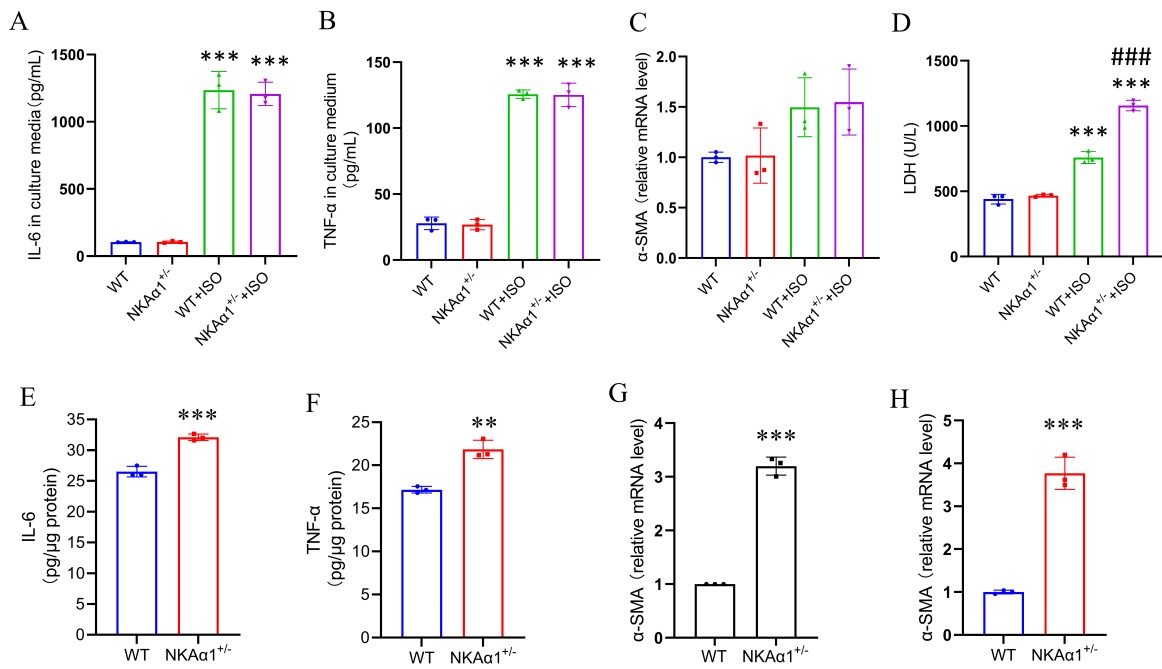 A
IL-6 in culture media (pg/mL)
1500
1000
500
0
***
***
WT
NKAα1+/-
WT+ISO
NKAα1+/-+ISO
B
TNF-α in culture medium
(pg/mL)
150
100
50
0
***
***
WT
NKAα1+/-
WT+ISO
NKAα1+/-+ISO
C
α-SMA (relative mRNA level)
2.0
1.5
1.0
0.5
0.0
WT
NKAα1+/-
WT+ISO
NKAα1+/-+ISO
D
LDH (U/L)
1500
1000
500
0
***
###
***
WT
NKAα1+/-
WT+ISO
NKAα1+/-+ISO
E
IL-6
(pg/μg protein)
35
30
25
20
15
10
5
0
***
WT
NKAα1+/-
F
TNF-α
(pg/μg protein)
25
20
15
10
5
0
**
WT
NKAα1+/-
G
α-SMA (relative mRNA level)
4
3
2
1
0
***
WT
NKAα1+/-
H
α-SMA (relative mRNA level)
5
4
3
2
1
0
***
WT
NKAα1+/-